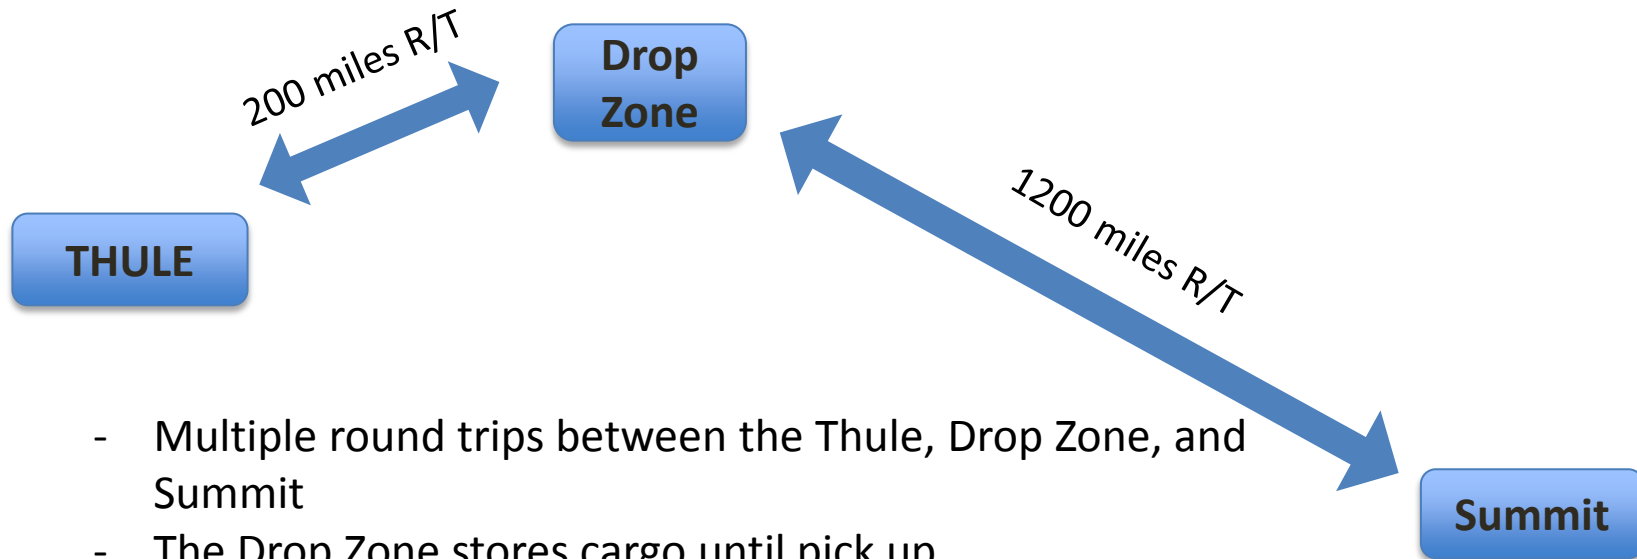 200 miles R/T
Drop
Zone
THULE
1200 miles R/T
- Multiple round trips between the Thule, Drop Zone, and
Summit
- The Drop Zone stores cargo until pick up
Summit